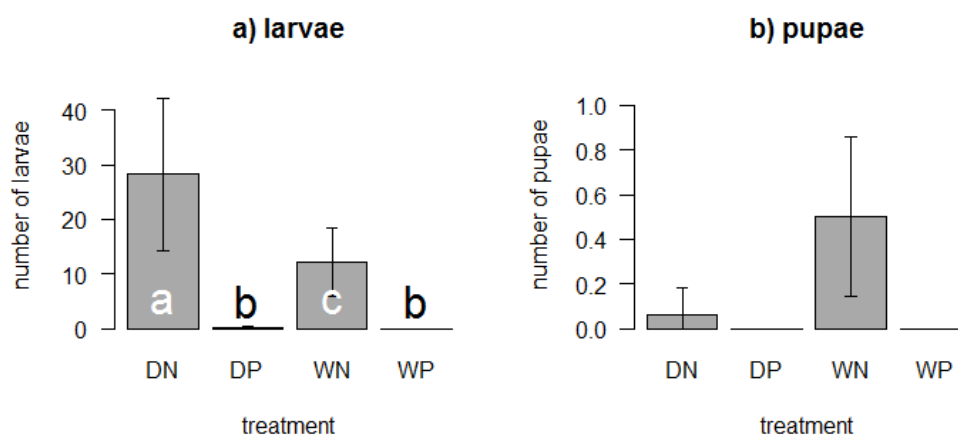 a) larvae
number of larvae
40
30
20
10
0
a
b
c
b
DN DP WN WP
treatment
b) pupae
number of pupae
1.0
0.8
0.6
0.4
0.2
0.0
DN DP WN WP
treatment